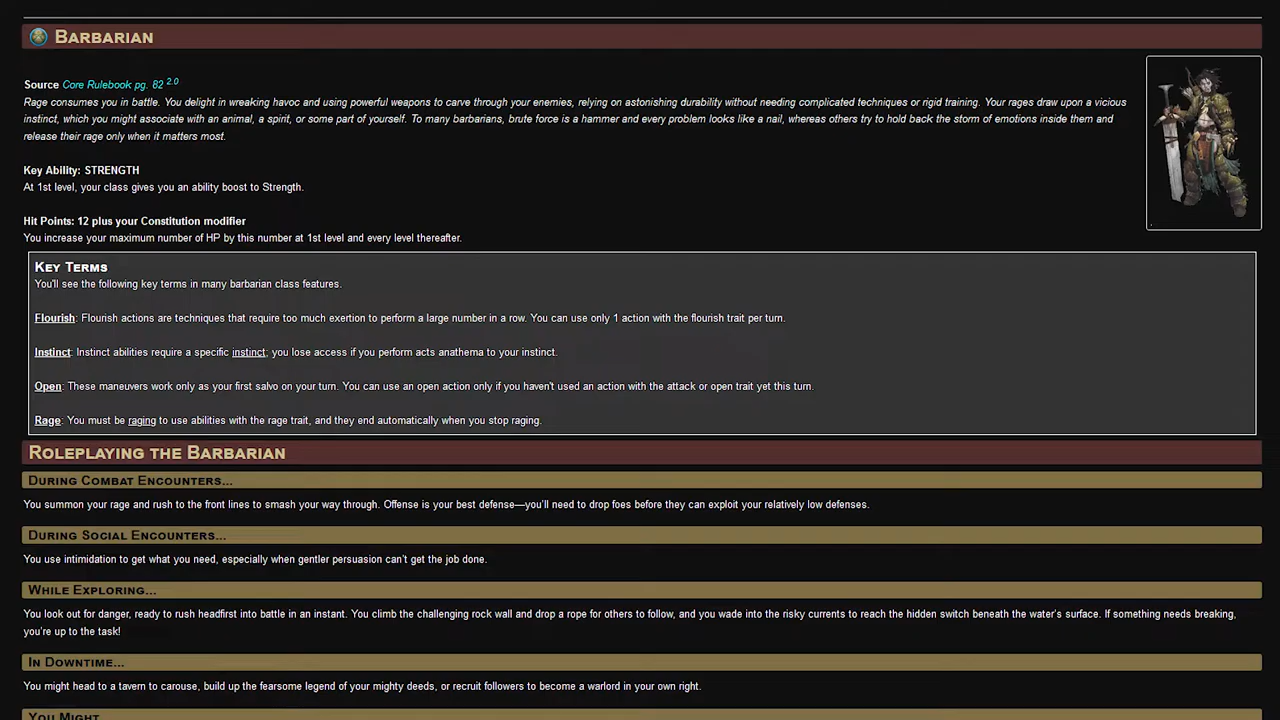 Barbarian
Source Core Rulebook pg. 82 2.0
Rage consumes you in battle. You delight in wreaking havoc and using powerful weapons to carve through your enemies, relying on astonishing durability without needing complicated techniques or rigid training. Your rages draw upon a vicious
instinct, which you might associate with an animal, a spirit, or some part of yourself. To many barbarians, brute force is a hammer and every problem looks like a nail, whereas others try to hold back the storm of emotions inside them and
release their rage only when it matters most.
Key Ability: STRENGTH
At 1st level, your class gives you an ability boost to Strength.
Hit Points: 12 plus your Constitution modifier
You increase your maximum number of HP by this number at 1st level and every level thereafter.
Key Terms
You'll see the following key terms in many barbarian class features.
Flourish: Flourish actions are techniques that require too much exertion to perform a large number in a row. You can use only 1 action with the flourish trait per turn.
Instinct: Instinct abilities require a specific instinct; you lose access if you perform acts anathema to your instinct.
Open: These maneuvers work only as your first salvo on your turn. You can use an open action only if you haven't used an action with the attack or open trait yet this turn.
Rage: You must be raging to use abilities with the rage trait, and they end automatically when you stop raging.
Roleplaying the Barbarian
During Combat Encounters...
You summon your rage and rush to the front lines to smash your way through. Offense is your best defense—you'll need to drop foes before they can exploit your relatively low defenses.
During Social Encounters...
You use intimidation to get what you need, especially when gentler persuasion can't get the job done.
While Exploring...
You look out for danger, ready to rush headfirst into battle in an instant. You climb the challenging rock wall and drop a rope for others to follow, and you wade into the risky currents to reach the hidden switch beneath the water's surface. If something needs breaking,
you're up to the task!
In Downtime...
You might head to a tavern to carouse, build up the fearsome legend of your mighty deeds, or recruit followers to become a warlord in your own right.
You Might